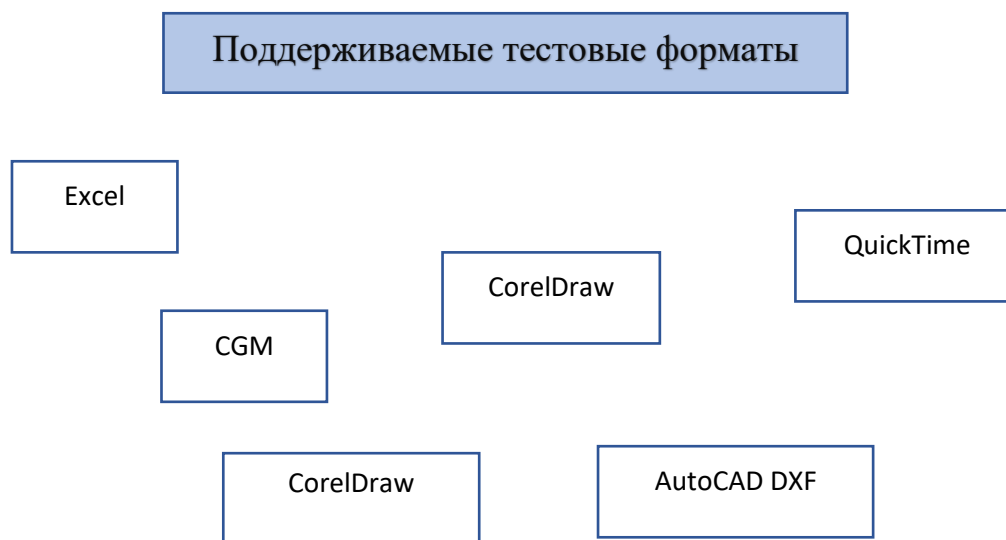 Поддерживаемые тестовые форматы
Excel
QuickTime
CorelDraw
CGM
CorelDraw
AutoCAD DXF